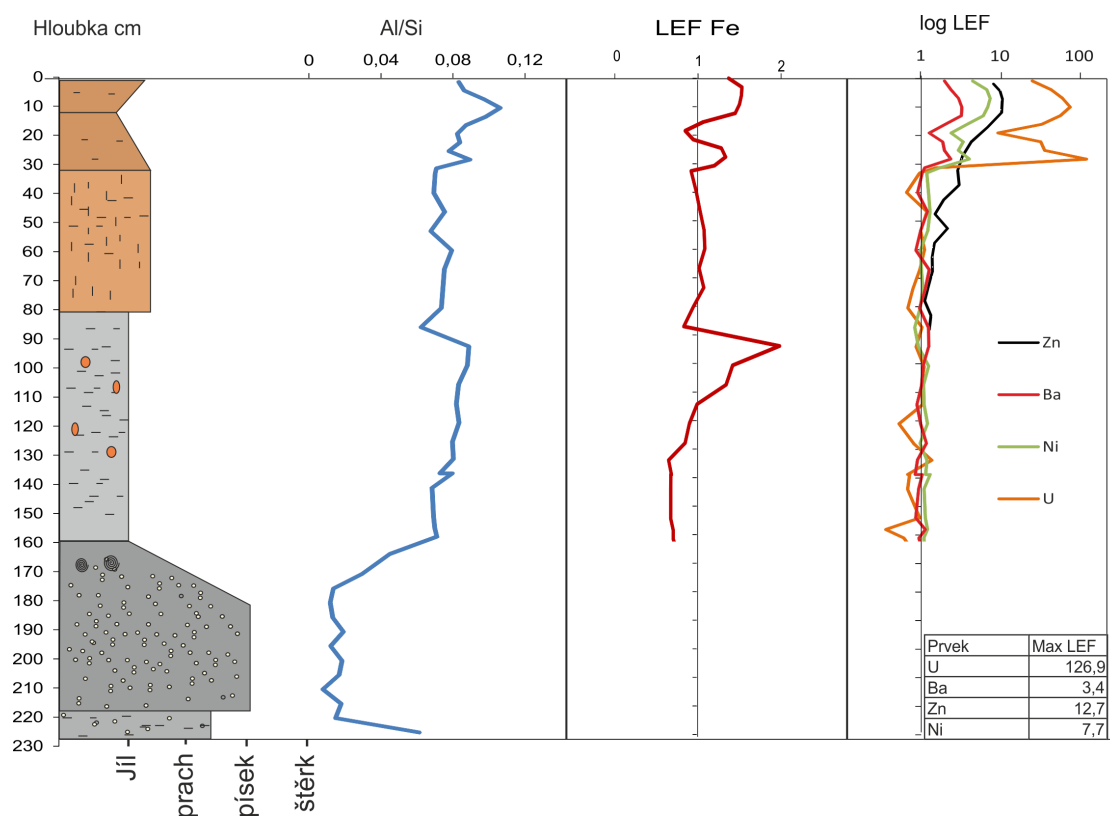 Hloubka cm
Al/Si
LEF Fe
log LEF
0 0,04 0,08 0,12
0 1 2
1 10 100
0
10
20
30
40
50
60
70
80
90
100
110
120
130
140
150
160
170
180
190
200
210
220
230
Zn
Ba
Ni
U
Prvek Max LEF
U 126,9
Ba 3,4
Zn 12,7
Ni 7,7
Jíl
prach
písek
štěrk